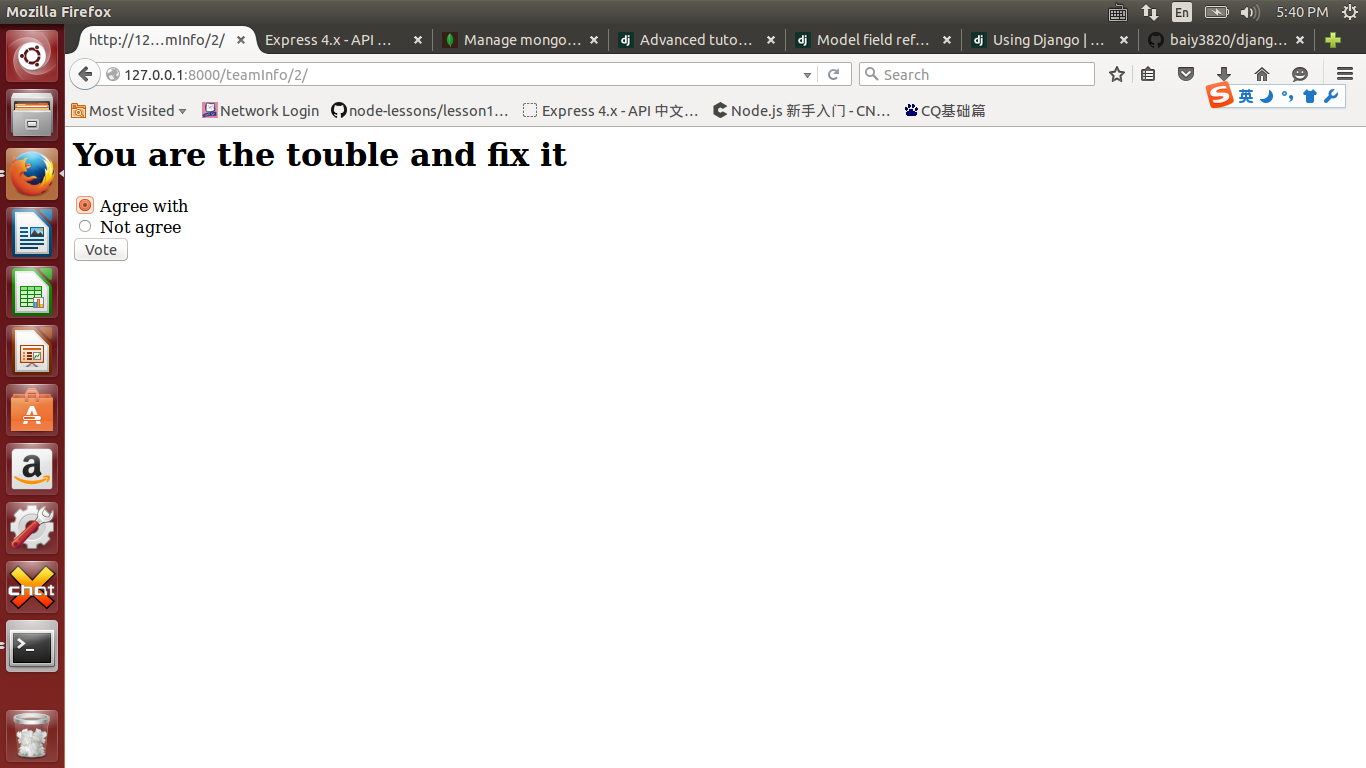 Mozilla Firefox
En
5:40 PM
http://12...mInfo/2/
Express 4.x - API ...
Manage mongo...
dj Advanced tuto...
dj Model field ref...
dj Using Django | ...
baiy3820/djang...
127.0.0.1:8000/teamInfo/2/
Search
Most Visited
Network Login
node-lessons/lesson1...
Express 4.x - API 中文...
Node.js 新手入门 - CN...
CQ基础篇
S 英
You are the touble and fix it
Agree with
Not agree
Vote
A
a
X chat
>_